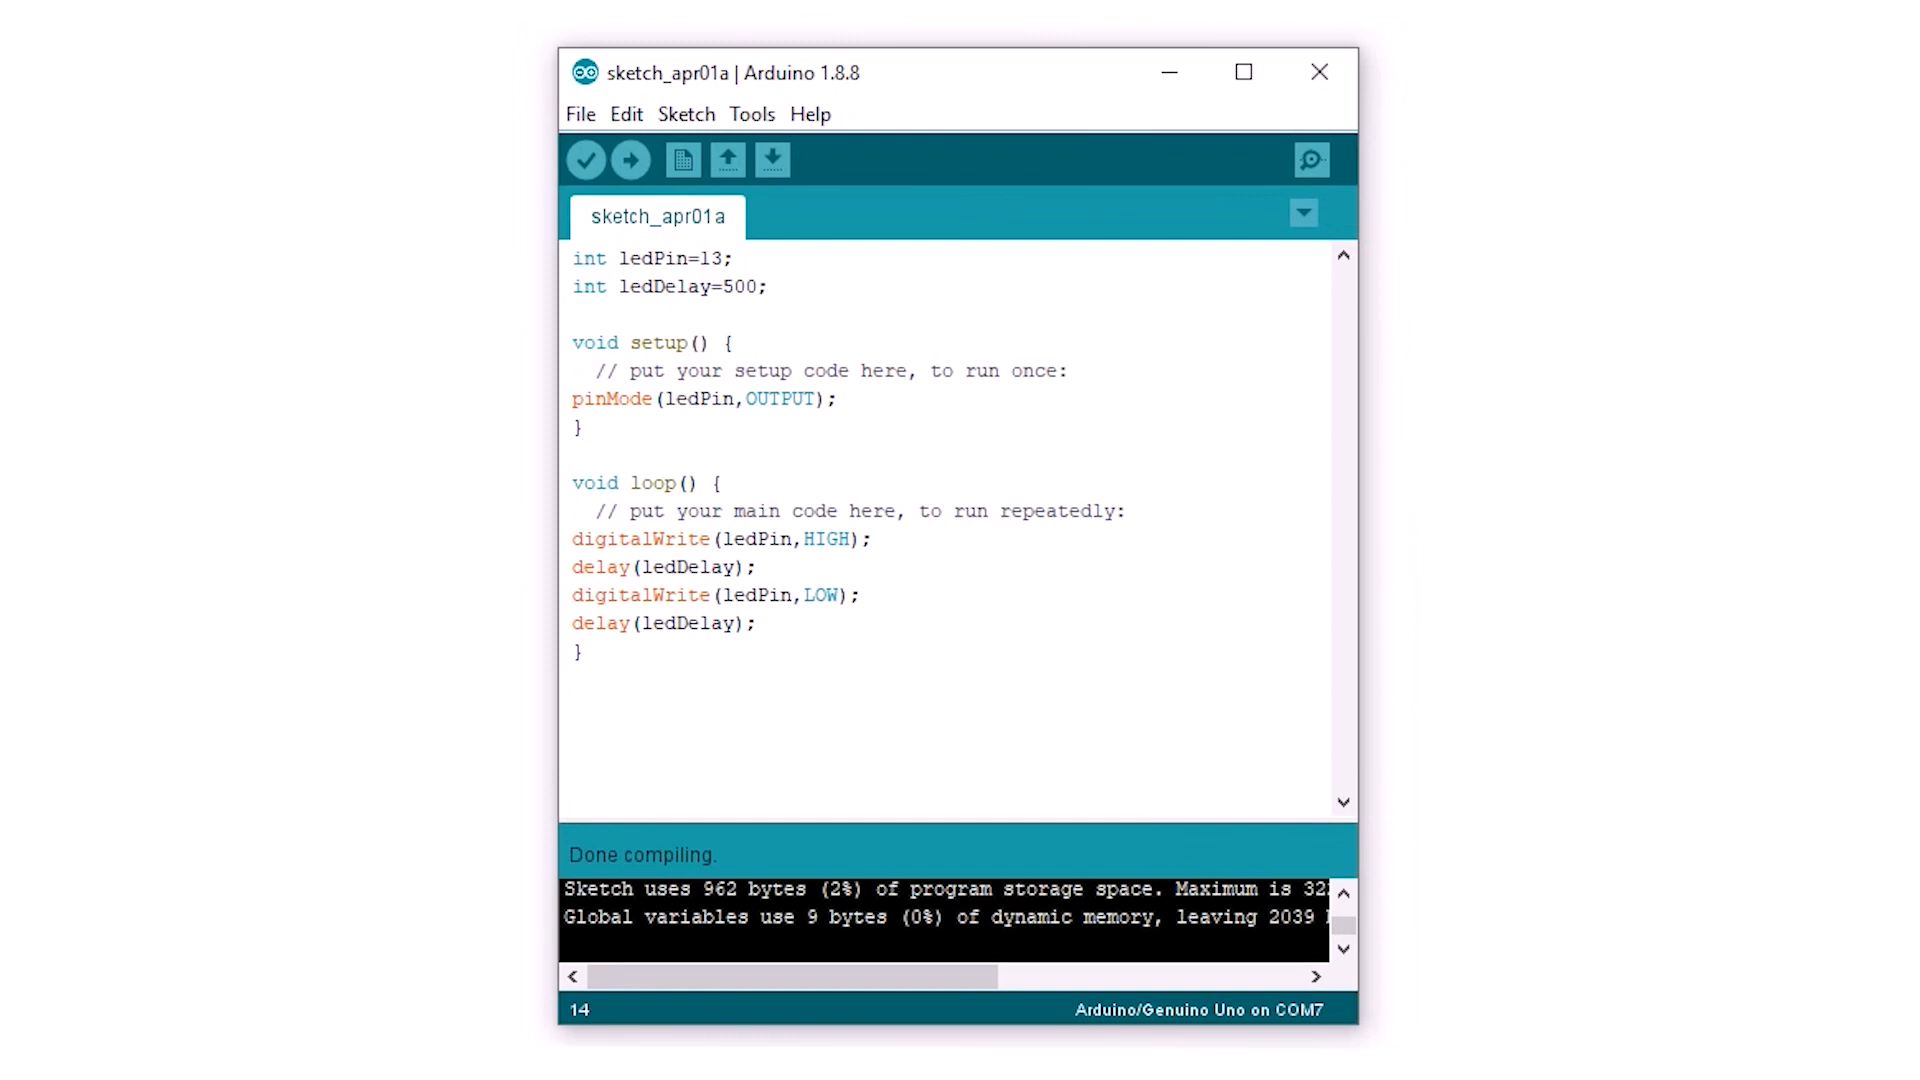 sketch_apr01a | Arduino 1.8.8
File Edit Sketch Tools Help
sketch_apr01a
int ledPin=13;
int ledDelay=500;
void setup() {
// put your setup code here, to run once:
pinMode(ledPin,OUTPUT);
}
void loop() {
// put your main code here, to run repeatedly:
digitalWrite(ledPin,HIGH);
delay(ledDelay);
digitalWrite(ledPin,LOW);
delay(ledDelay);
}
Done compiling.
Sketch uses 962 bytes (2%) of program storage space. Maximum is
Global variables use 9 bytes (0%) of dynamic memory, leaving 2039
14 Arduino/Genuino Uno on COM7